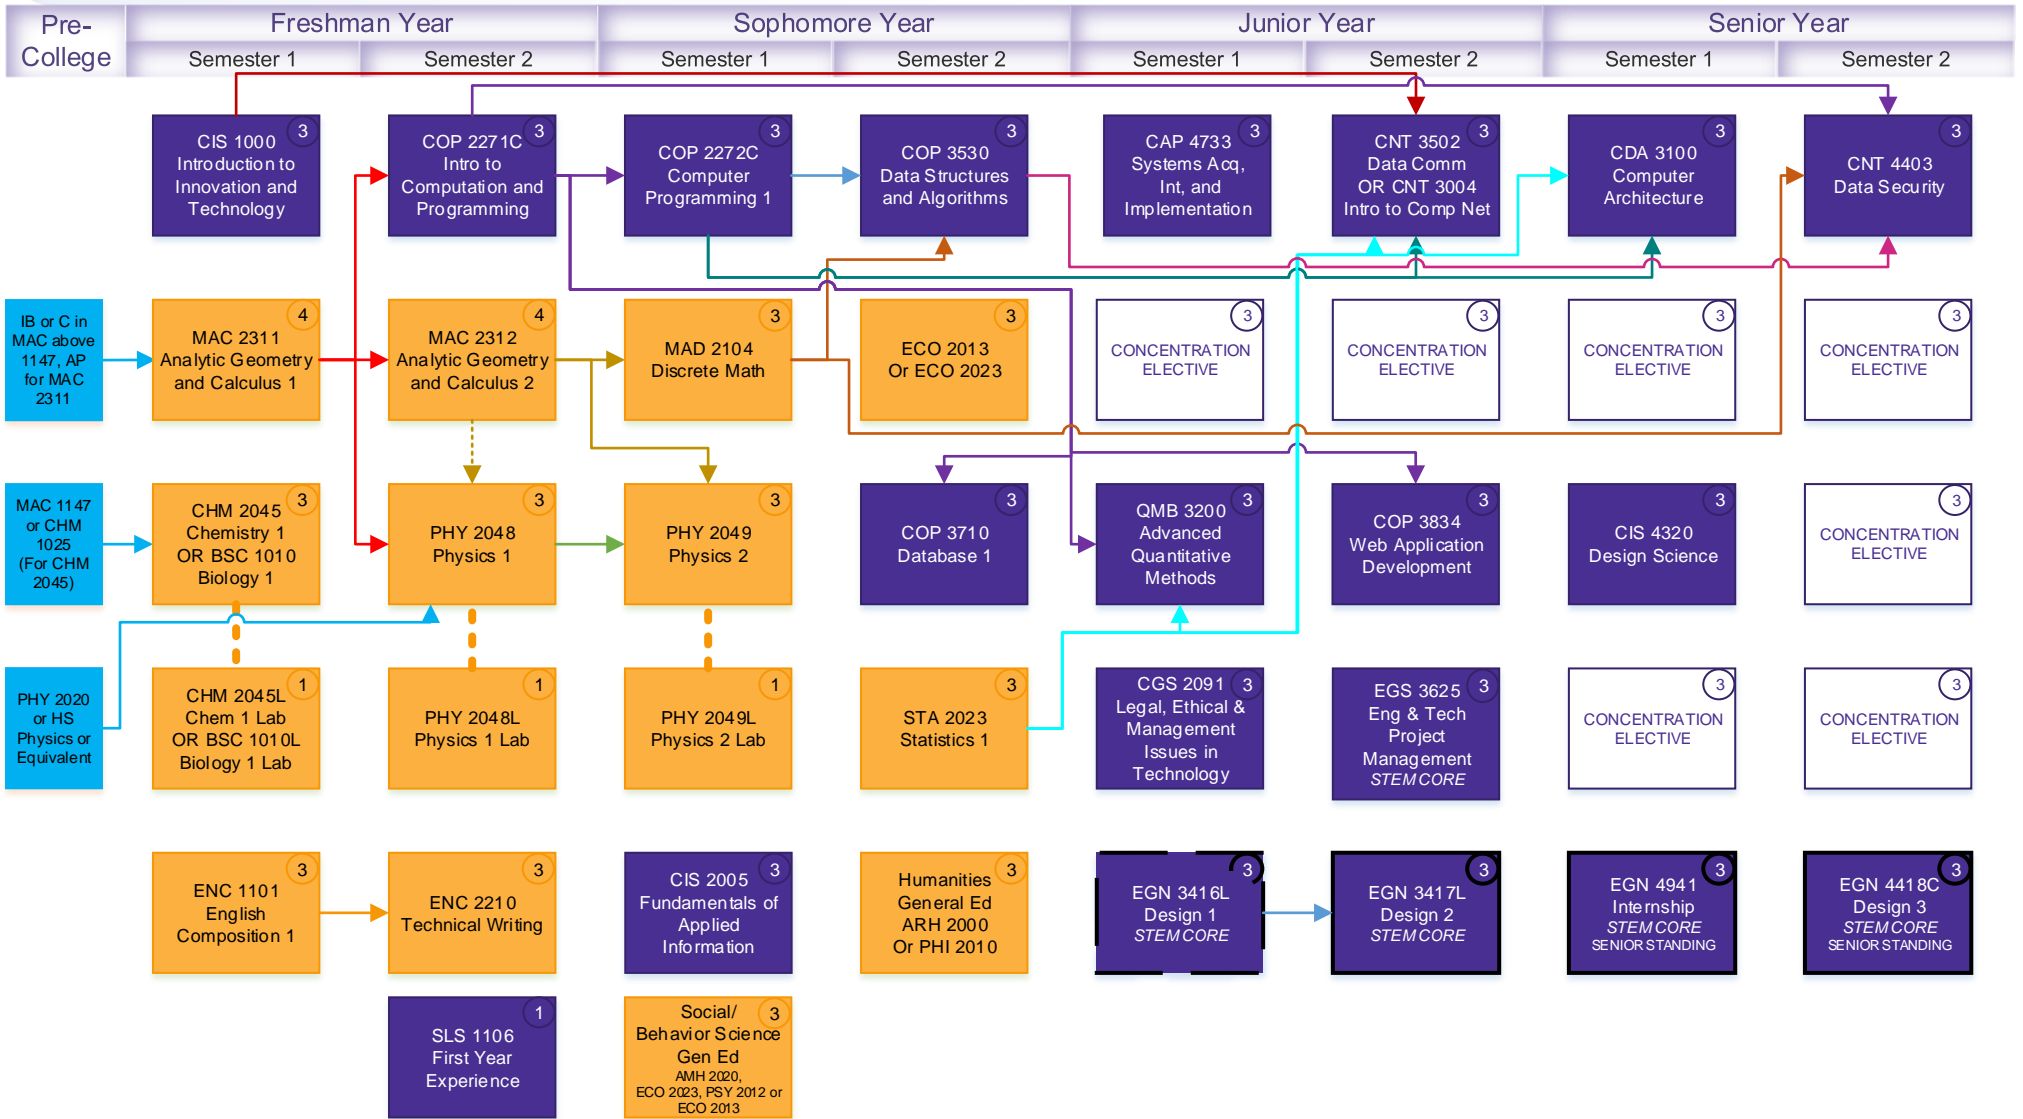 Pre-
College
Freshman Year
Sophomore Year
Junior Year
Senior Year
Semester 1
Semester 2
Semester 1
Semester 2
Semester 1
Semester 2
Semester 1
Semester 2
3
CIS 1000
Introduction to
Innovation and
Technology
3
COP 2271C
Intro to
Computation and
Programming
3
COP 2272C
Computer
Programming 1
3
COP 3530
Data Structures
and Algorithms
3
CAP 4733
Systems Acq,
Int, and
Implementation
3
CNT 3502
Data Comm
OR CNT 3004
Intro to Comp Net
3
CDA 3100
Computer
Architecture
3
CNT 4403
Data Security
IB or C in
MAC above
1147, AP
for MAC
2311
4
MAC 2311
Analytic Geometry
and Calculus 1
4
MAC 2312
Analytic Geometry
and Calculus 2
3
MAD 2104
Discrete Math
3
ECO 2013
Or ECO 2023
3
CONCENTRATION
ELECTIVE
3
CONCENTRATION
ELECTIVE
3
CONCENTRATION
ELECTIVE
3
CONCENTRATION
ELECTIVE
MAC 1147
or CHM
1025
(For CHM
2045)
3
CHM 2045
Chemistry 1
OR BSC 1010
Biology 1
3
PHY 2048
Physics 1
3
PHY 2049
Physics 2
3
COP 3710
Database 1
3
QMB 3200
Advanced
Quantitative
Methods
3
COP 3834
Web Application
Development
3
CIS 4320
Design Science
3
CONCENTRATION
ELECTIVE
PHY 2020
or HS
Physics or
Equivalent
1
CHM 2045L
Chem 1 Lab
OR BSC 1010L
Biology 1 Lab
1
PHY 2048L
Physics 1 Lab
1
PHY 2049L
Physics 2 Lab
3
STA 2023
Statistics 1
3
CGS 2091
Legal, Ethical &
Management
Issues in
Technology
3
EGS 3625
Eng & Tech
Project
Management
STEM CORE
3
CONCENTRATION
ELECTIVE
3
CONCENTRATION
ELECTIVE
3
ENC 1101
English
Composition 1
3
ENC 2210
Technical Writing
3
CIS 2005
Fundamentals of
Applied
Information
3
Humanities
General Ed
ARH 2000
Or PHI 2010
3
EGN 3416L
Design 1
STEM CORE
3
EGN 3417L
Design 2
STEM CORE
3
EGN 4941
Internship
STEM CORE
SENIOR STANDING
3
EGN 4418C
Design 3
STEM CORE
SENIOR STANDING
1
SLS 1106
First Year
Experience
3
Social/
Behavior Science
Gen Ed
AMH 2020,
ECO 2023, PSY 2012 or
ECO 2013